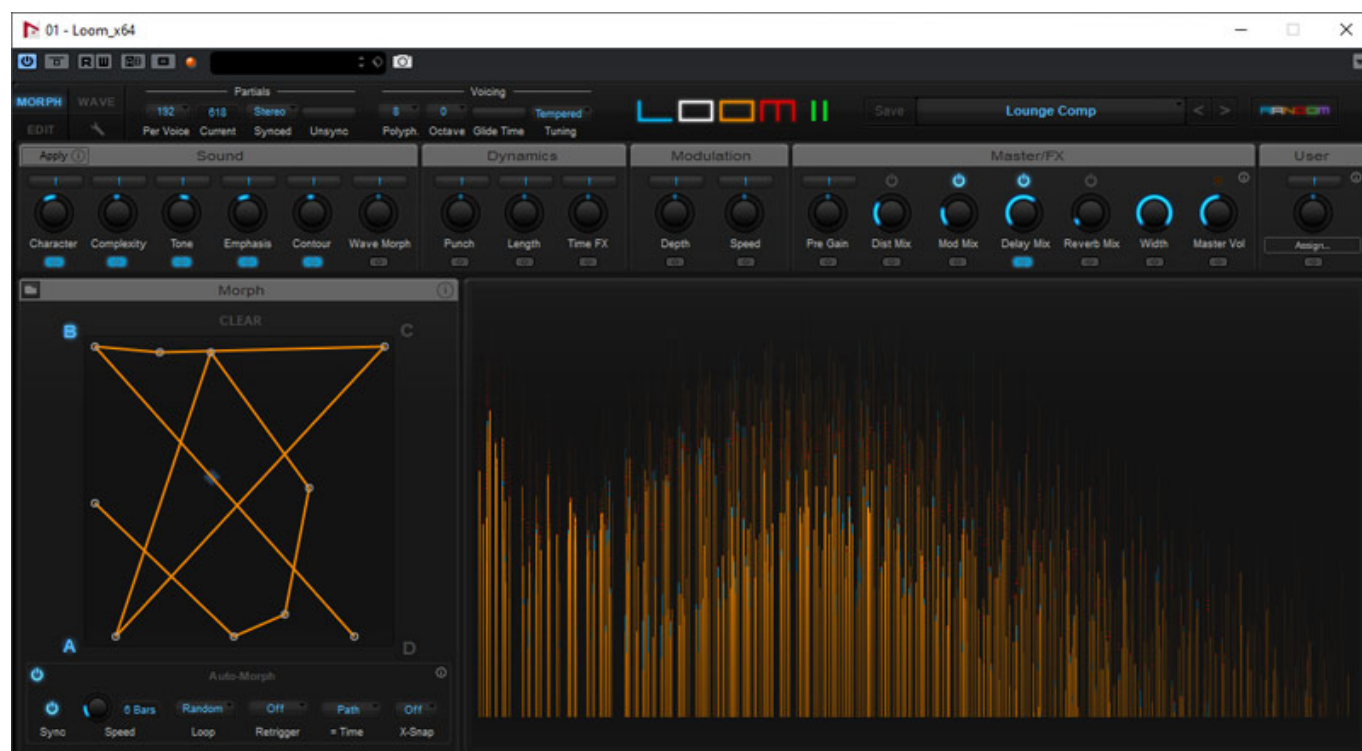 01 - Loom_x64
R W
MORPH WAVE
EDIT
Partials
192 618 Stereo
Per Voice Current Synced Unsync
Voicing
8 0 Tempered
Polyph. Octave Glide Time Tuning
LOOM II
Save Lounge Comp < > RANDOM
Apply Sound Dynamics Modulation Master/FX User
Character Complexity Tone Emphasis Contour Wave Morph Punch Length Time FX Depth Speed Pre Gain Dist Mix Mod Mix Delay Mix Reverb Mix Width Master Vol Assign...
Morph
CLEAR
B C
A D
Auto-Morph
6 Bars Random Off Path Off
Sync Speed Loop Retrigger = Time X-Snap